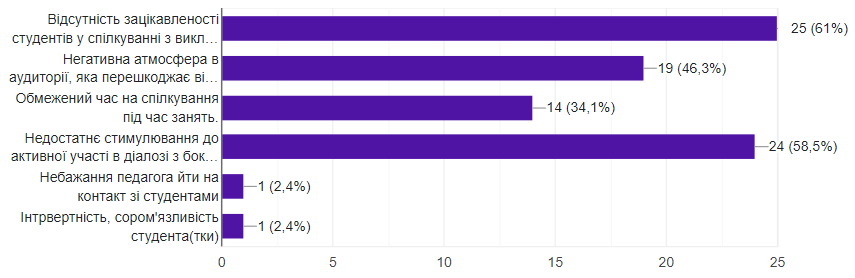 Відсутність зацікавленості
студентів у спілкуванні з викл…
25 (61%)
Негативна атмосфера в
аудиторії, яка перешкоджає ві…
19 (46,3%)
Обмежений час на спілкування
під час занять.
14 (34,1%)
Недостатнє стимулювання до
активної участі в діалозі з бок…
24 (58,5%)
Небажання педагога йти на
контакт зі студентами
1 (2,4%)
Інтрвертність, сором'язливість
студента(тки)
1 (2,4%)
0 5 10 15 20 25